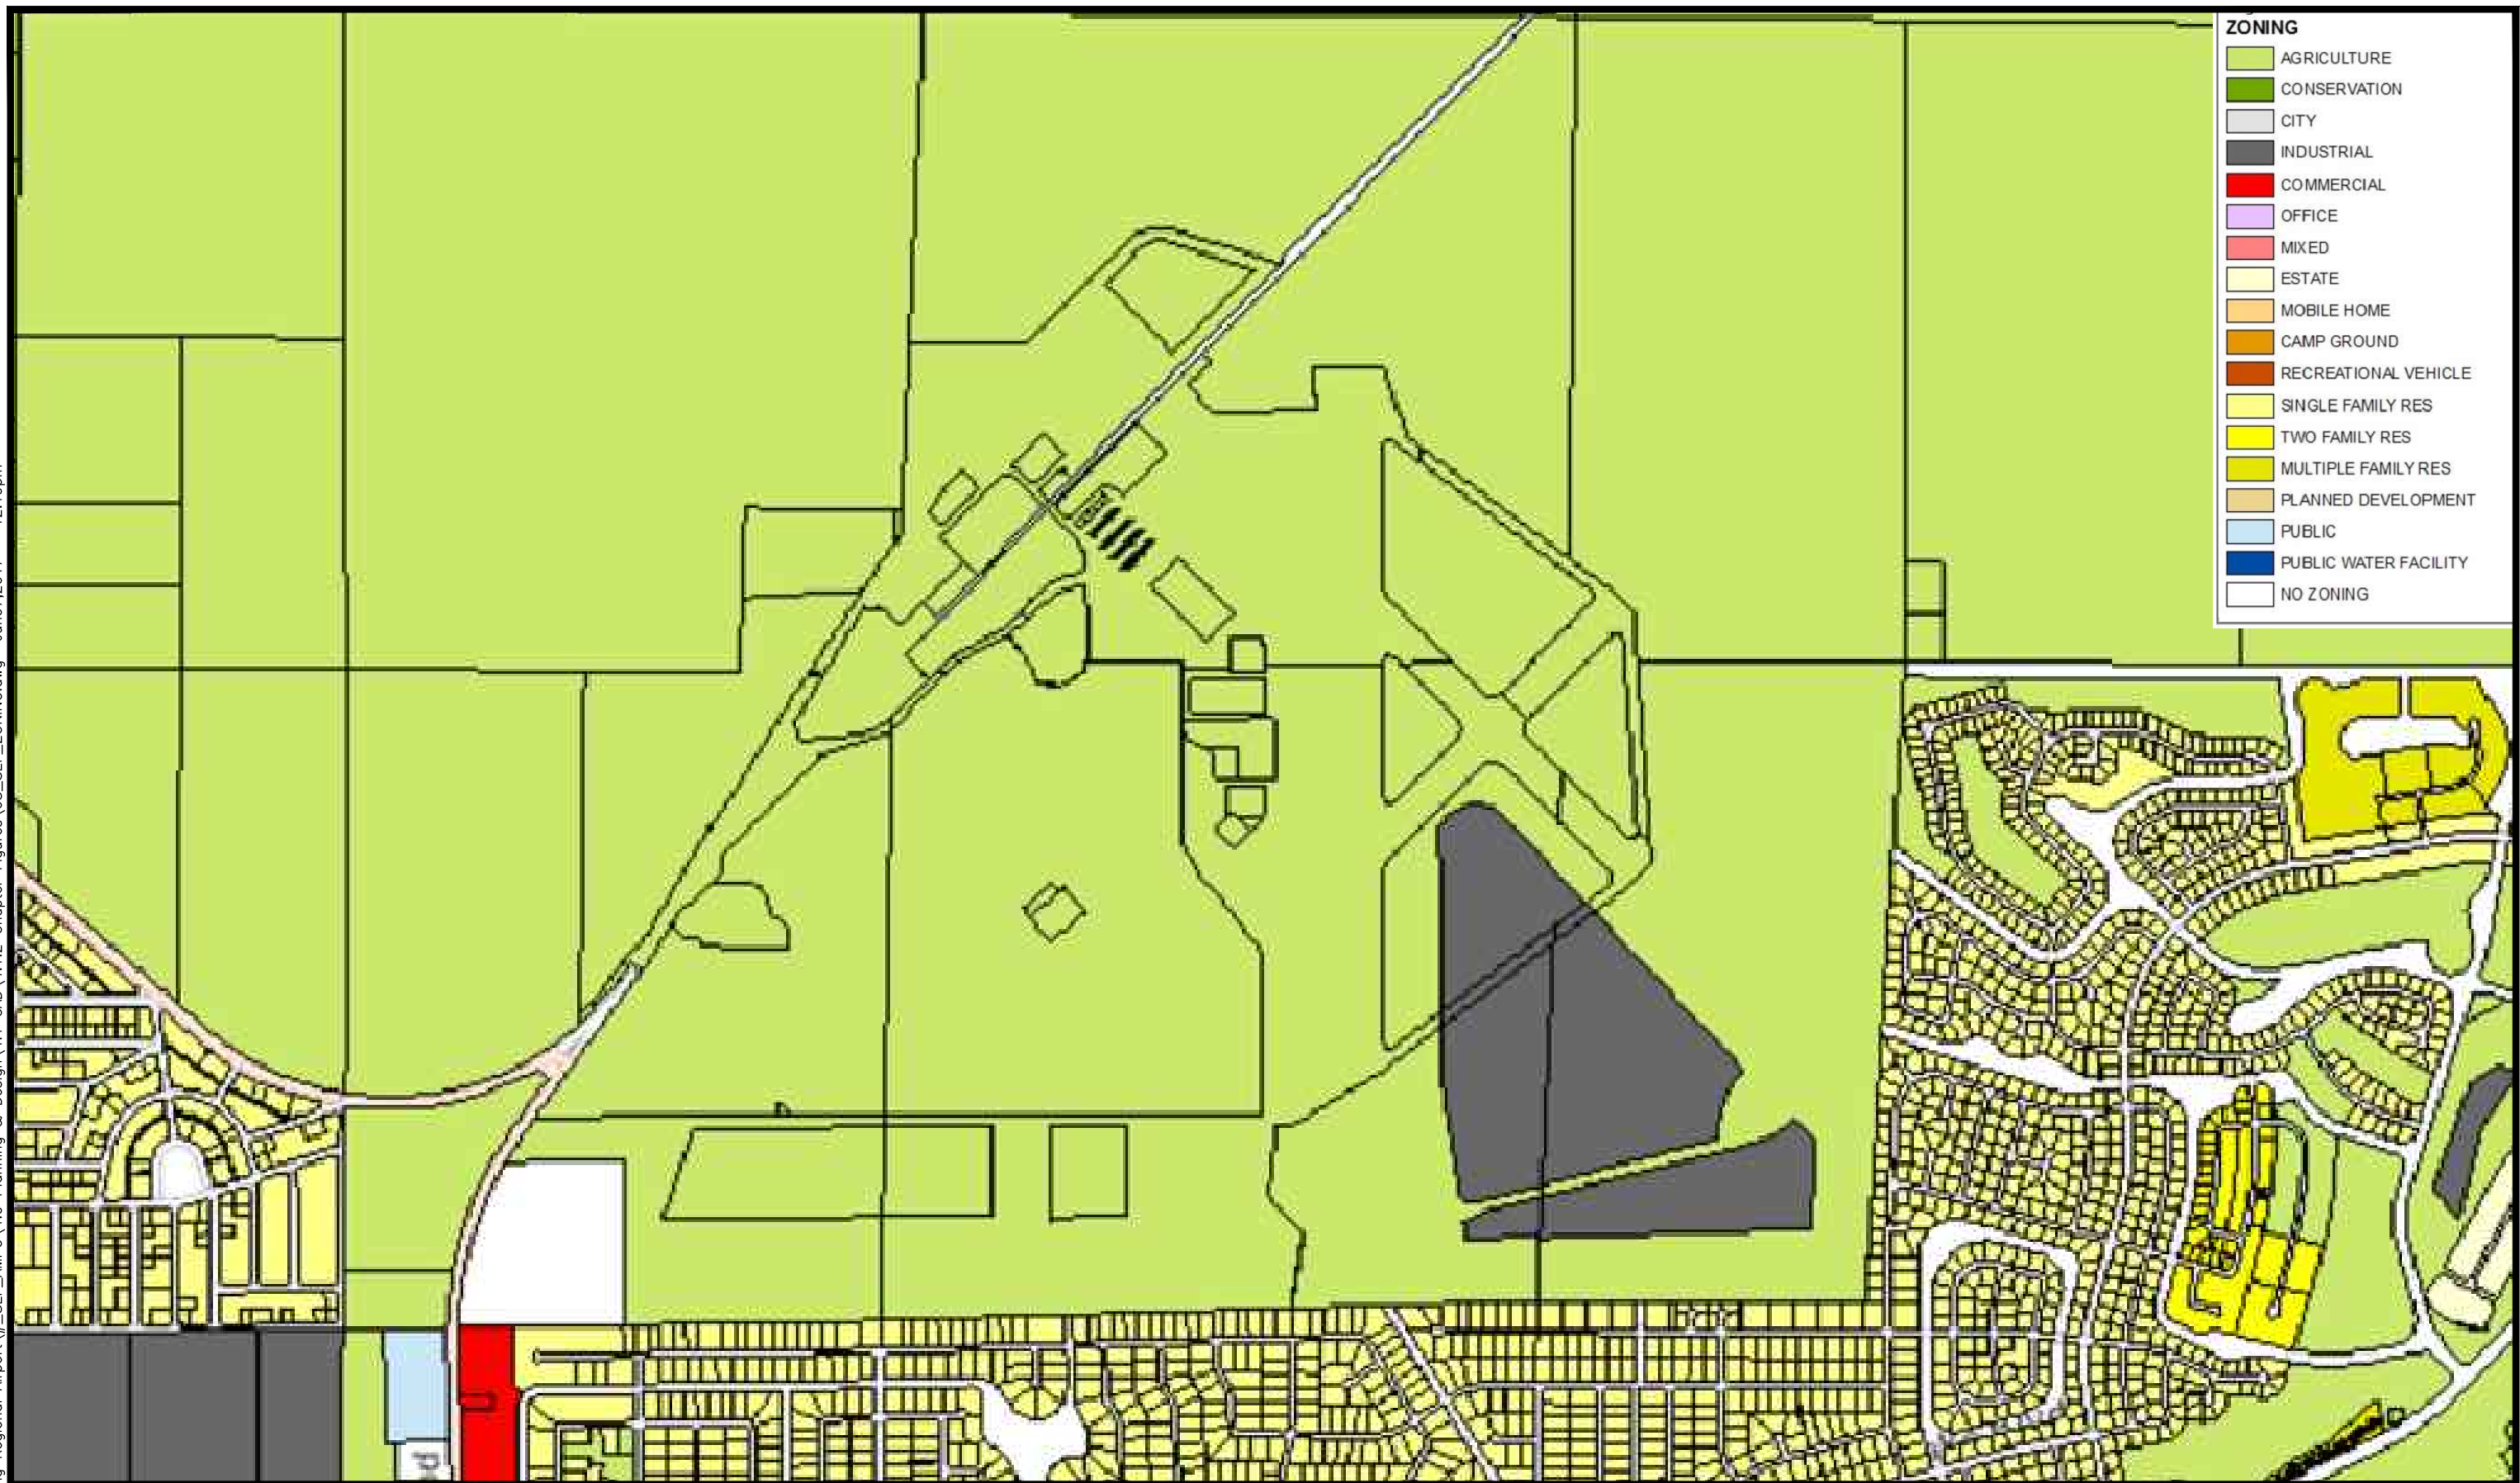 ZONING
AGRICULTURE
CONSERVATION
CITY
INDUSTRIAL
COMMERCIAL
OFFICE
MIXED
ESTATE
MOBILE HOME
CAMP GROUND
RECREATIONAL VEHICLE
SINGLE FAMILY RES
TWO FAMILY RES
MULTIPLE FAMILY RES
PLANNED DEVELOPMENT
PUBLIC
PUBLIC WATER FACILITY
NO ZONING